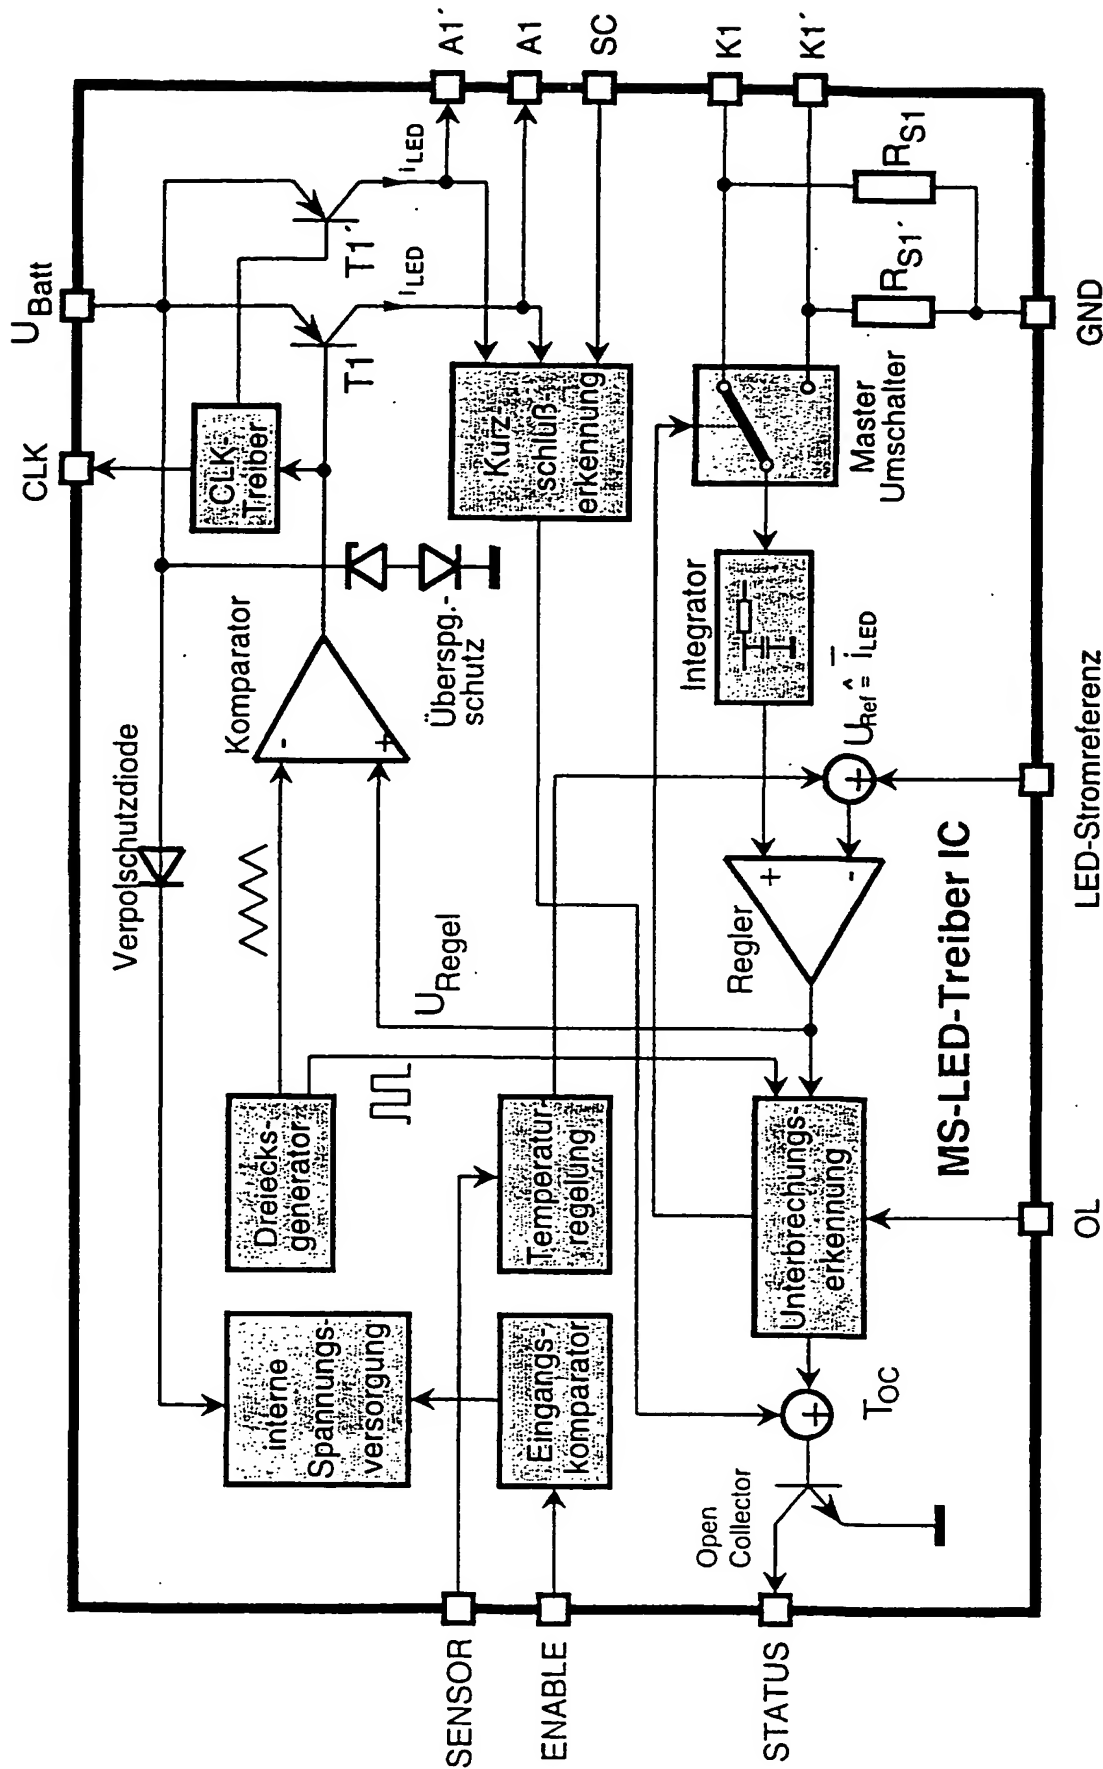 CLK
U_Batt
Verpolschutzdiode
CLK-
Treiber
Komparator
T1´
i_LED
A1´
T1
i_LED
A1
SC
K1
K1´
Überspg.-
schutz
-
+
Dreiecks-
generator
interne
Spannungs-
versorgung
U_Regel
Kurz-
schluß-
erkennung
Temperatur-
regelung
Eingangs-
komparator
Integrator
Master
Umschalter
R_S1
R_S1´
U_Ref ≙ i̅_LED
Regler
+
-
+
Unterbrechungs-
erkennung
+
T_OC
Open
Collector
MS-LED-Treiber IC
SENSOR
ENABLE
STATUS
OL
LED-Stromreferenz
GND